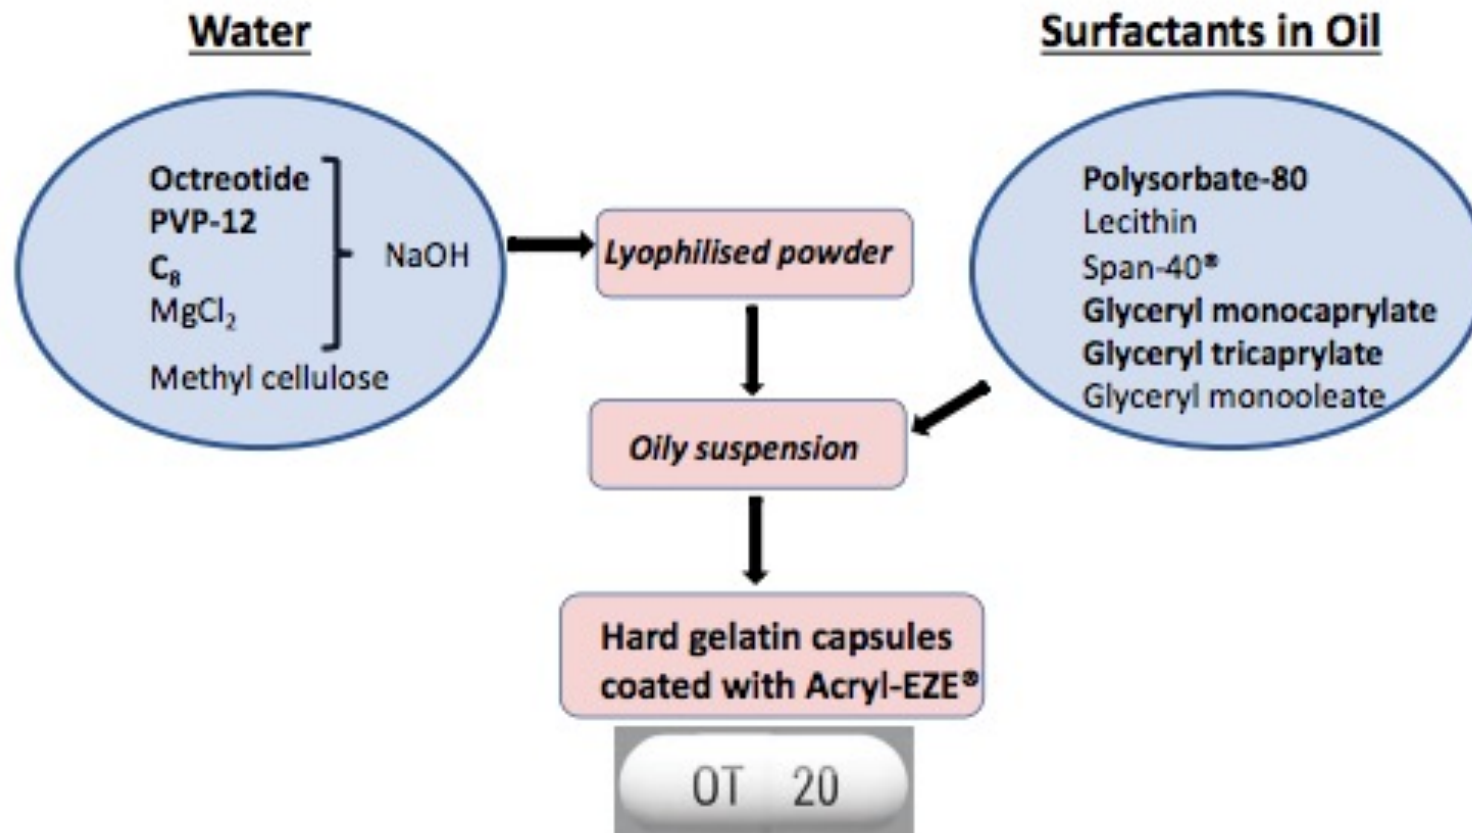 Water
Octreotide
PVP-12
C₈
MgCl₂
NaOH
Methyl cellulose
Surfactants in Oil
Polysorbate-80
Lecithin
Span-40®
Glyceryl monocaprylate
Glyceryl tricaprylate
Glyceryl monooleate
Lyophilised powder
Oily suspension
Hard gelatin capsules
coated with Acryl-EZE®
OT 20